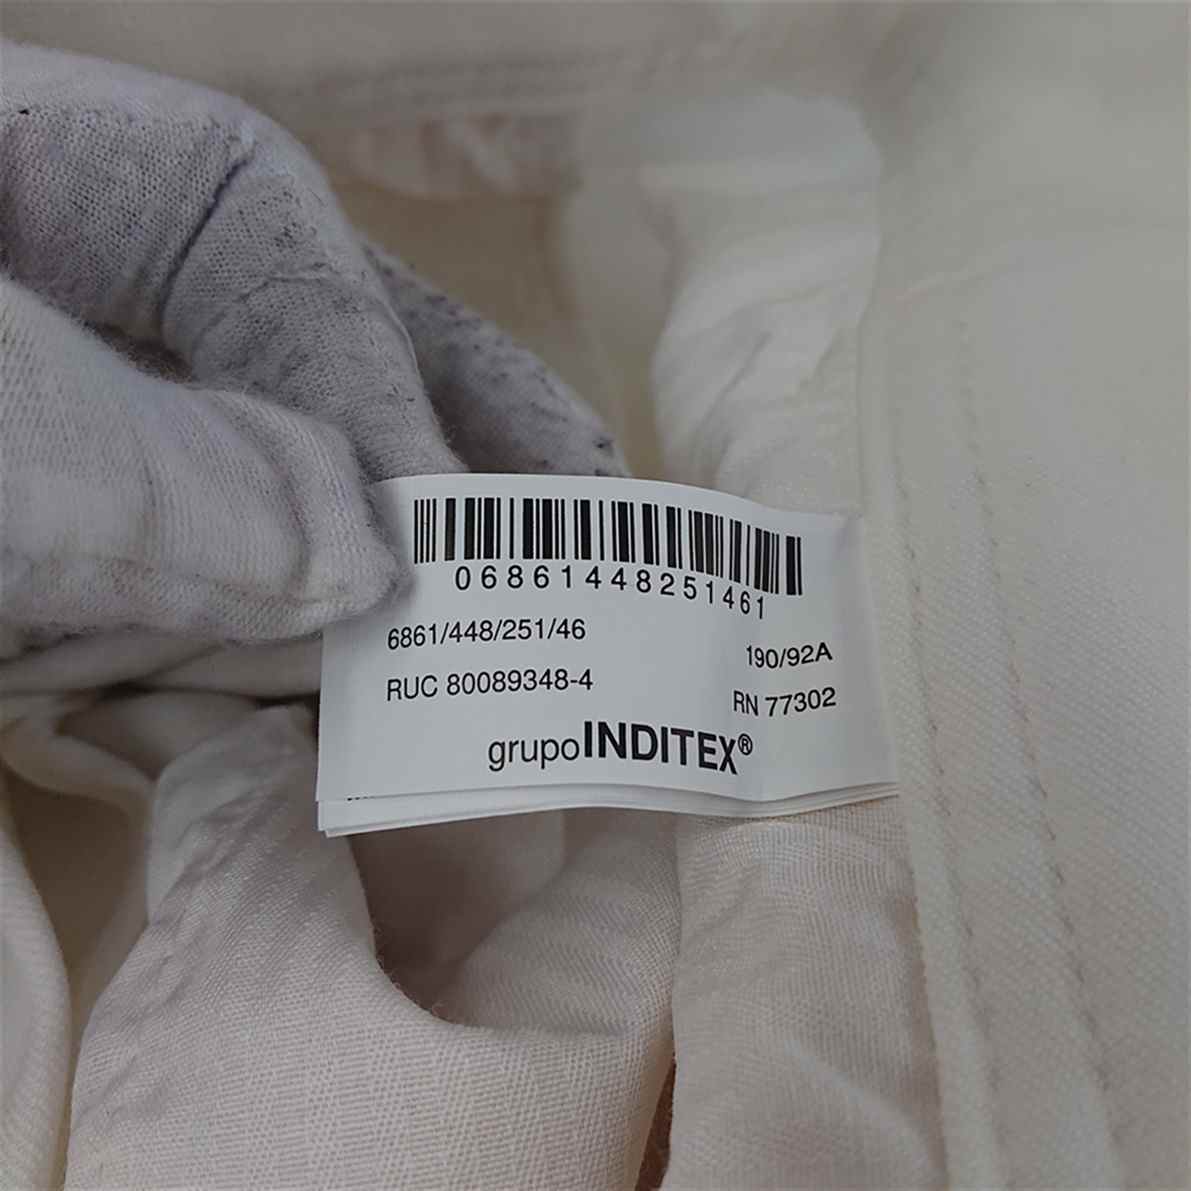 06861448251461
6861/448/251/46
190/92A
RUC 80089348-4
RN 77302
grupoINDITEX®